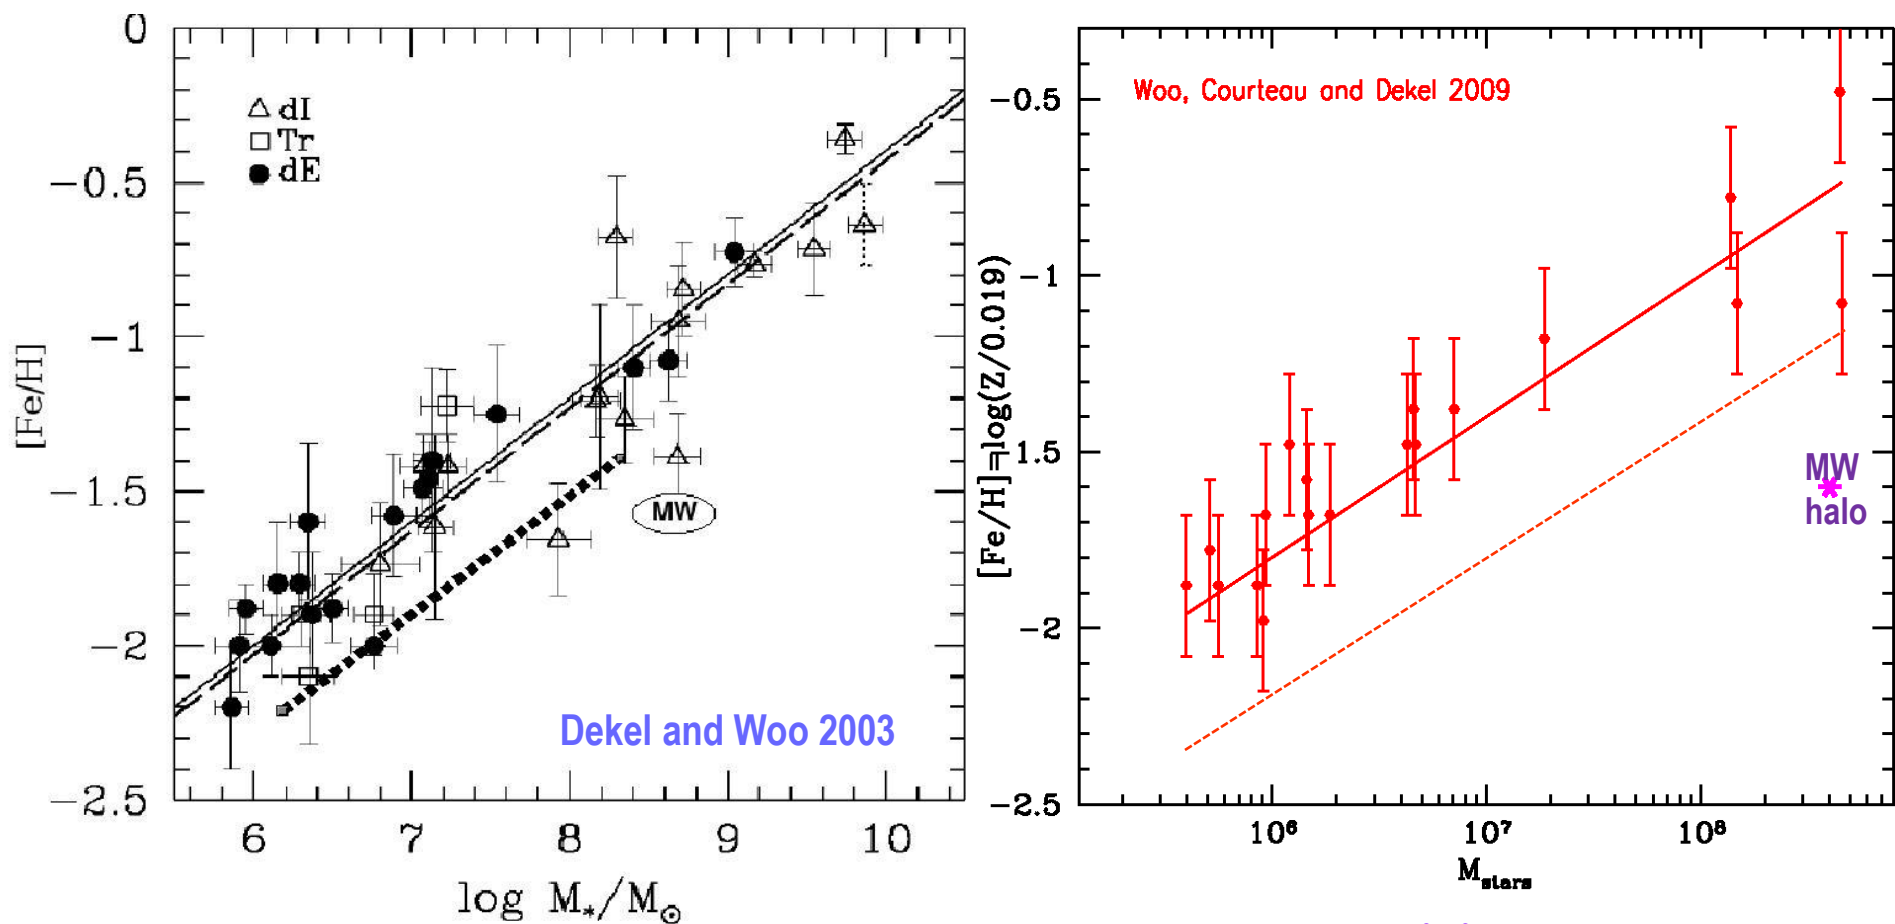 0
−0.5
−1
−1.5
−2
−2.5
[Fe/H]
dI
Tr
dE
MW
Dekel and Woo 2003
6
7
8
9
10
log M*/M⊙
Woo, Courteau and Dekel 2009
−0.5
−1
−1.5
−2
−2.5
[Fe/H]=log(Z/0.019)
MW
halo
10⁶
10⁷
10⁸
M_stars